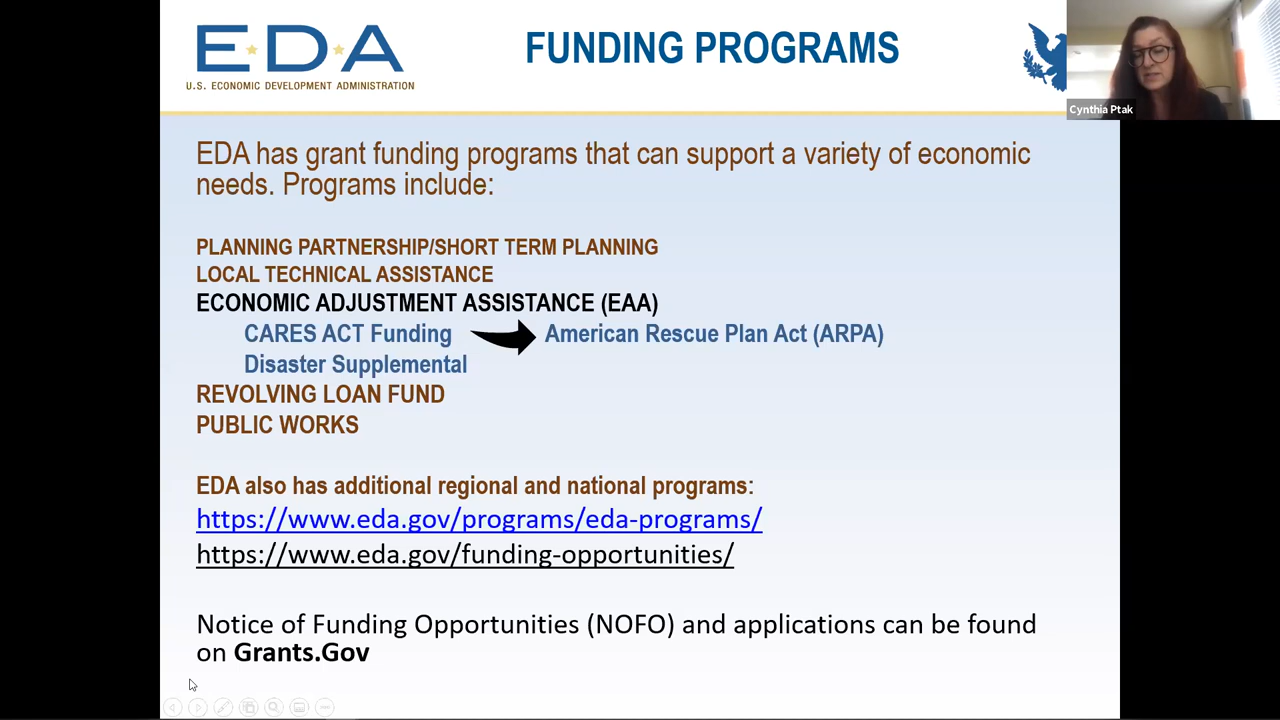 EDA
U.S. ECONOMIC DEVELOPMENT ADMINISTRATION
FUNDING PROGRAMS
Cynthia Ptak
EDA has grant funding programs that can support a variety of economic
needs. Programs include:
PLANNING PARTNERSHIP/SHORT TERM PLANNING
LOCAL TECHNICAL ASSISTANCE
ECONOMIC ADJUSTMENT ASSISTANCE (EAA)
CARES ACT Funding American Rescue Plan Act (ARPA)
Disaster Supplemental
REVOLVING LOAN FUND
PUBLIC WORKS
EDA also has additional regional and national programs:
https://www.eda.gov/programs/eda-programs/
https://www.eda.gov/funding-opportunities/
Notice of Funding Opportunities (NOFO) and applications can be found
on Grants.Gov